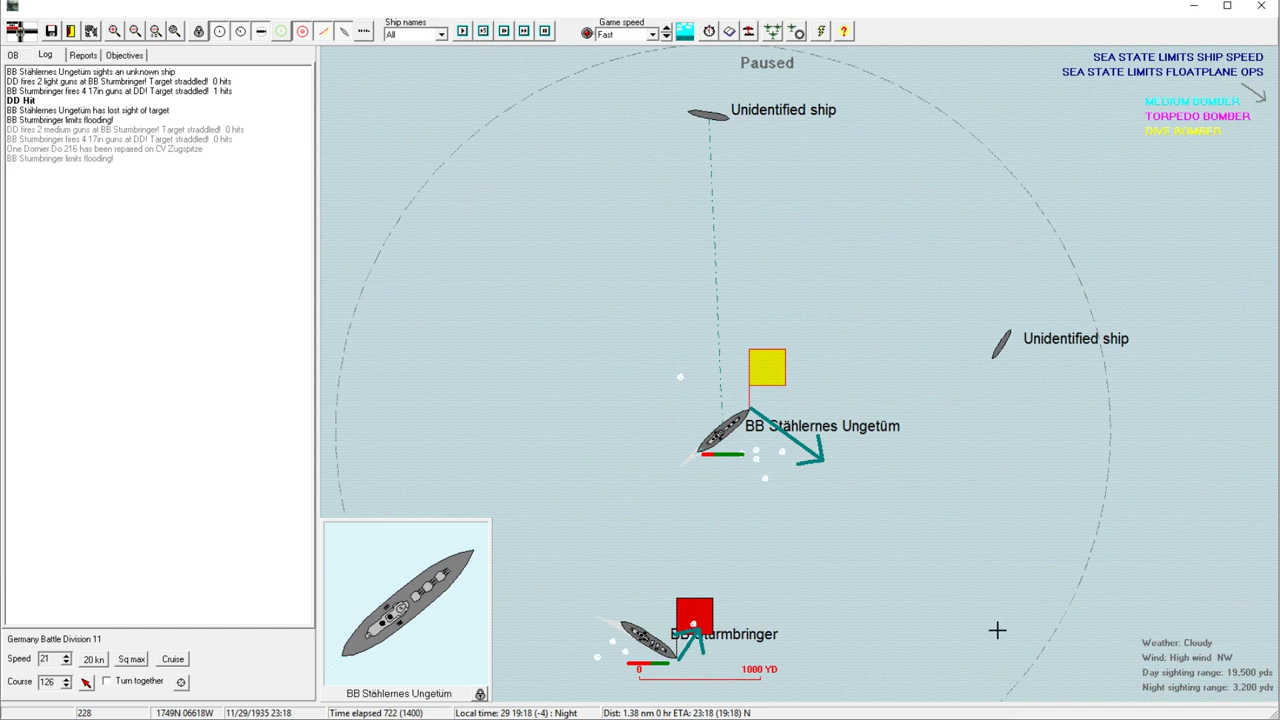 Ship names
All
Game speed
Fast
OB
Log
Reports
Objectives
BB Stählernes Ungetüm sights an unknown ship
DD fires 2 light guns at BB Sturmbringer! Target straddled!  0 hits
BB Sturmbringer fires 4 17in guns at DD! Target straddled!  1 hits
DD Hit
BB Stählernes Ungetüm has lost sight of target
BB Sturmbringer limits flooding!
DD fires 2 medium guns at BB Sturmbringer! Target straddled!  0 hits
BB Sturmbringer fires 4 17in guns at DD! Target straddled!  0 hits
One Dornier Do 216 has been repaired on CV Zugspitze
BB Sturmbringer limits flooding!
Paused
SEA STATE LIMITS SHIP SPEED
SEA STATE LIMITS FLOATPLANE OPS
MEDIUM BOMBER
TORPEDO BOMBER
DIVE BOMBER
Unidentified ship
Unidentified ship
BB Stählernes Ungetüm
BB Sturmbringer
0
1000 YD
Weather: Cloudy
Wind: High wind  NW
Day sighting range: 19,500 yds
Night sighting range: 3,200 yds
Germany Battle Division 11
Speed
21
20 kn
Sq max
Cruise
Course
126
Turn together
BB Stählernes Ungetüm
228
1749N 06618W
11/29/1935 23:18
Time elapsed 722 (1400)
Local time: 29 19:18 (-4) : Night
Dist: 1.38 nm 0 hr ETA: 23:18 (19:18) N